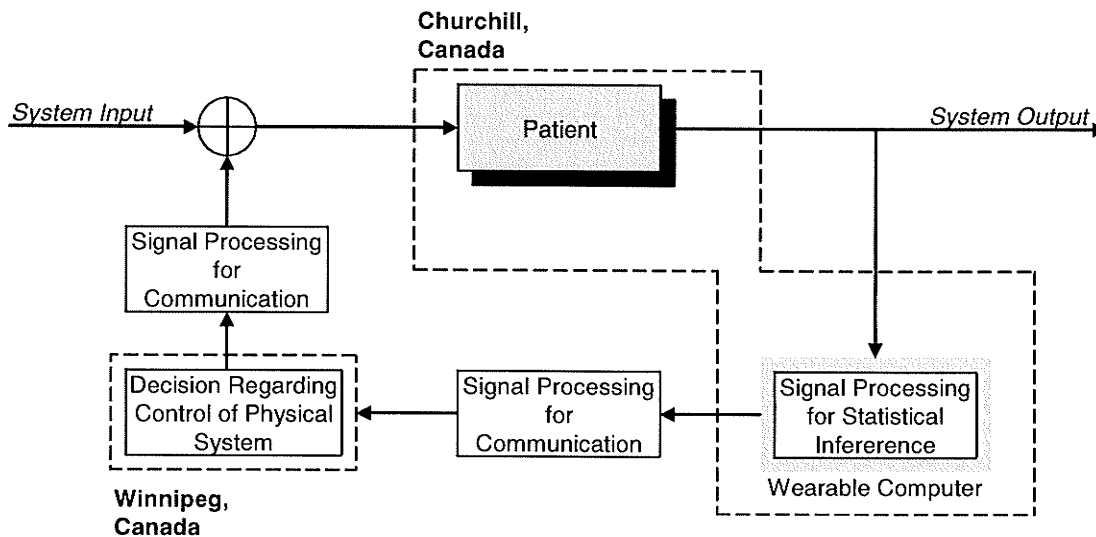 Churchill,
Canada
System Input
Patient
System Output
Signal Processing
for
Communication
Decision Regarding
Control of Physical
System
Signal Processing
for
Communication
Signal Processing
for Statistical
Infererence
Wearable Computer
Winnipeg,
Canada